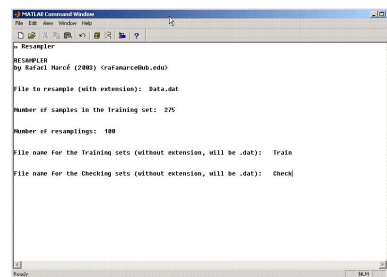 MATLAB Command Window
File Edit View Window Help
» Resampler
RESAMPLER
by Rafael Marcé (2003) <rafamarce@ub.edu>
File to resample (with extension): Data.dat
Number of samples in the Training set: 275
Number of resamplings: 100
File name for the Training sets (without extension, will be .dat): Train
File name for the Checking sets (without extension, will be .dat): Check
Ready
NUM